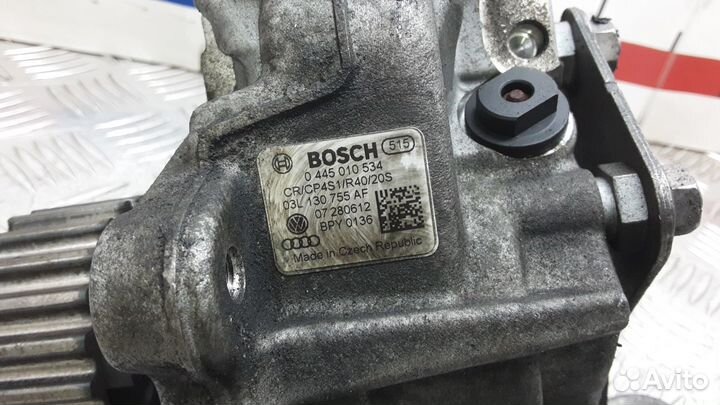 BOSCH 515
0 445 010 534
CR/CP4S1/R40/20S
03L 130 755 AF
07 280612
BPY 0136
Made in Czech Republic
Avito